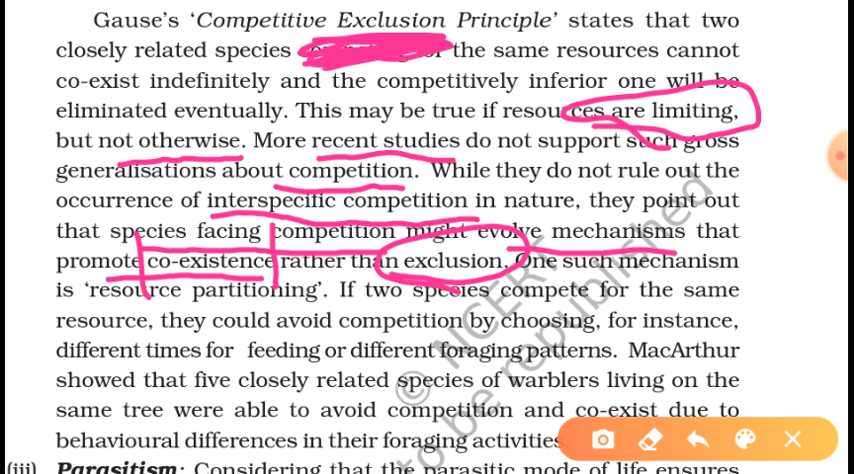 Gause's 'Competitive Exclusion Principle' states that two
closely related species the same resources cannot
co-exist indefinitely and the competitively inferior one will be
eliminated eventually. This may be true if resources are limiting,
but not otherwise. More recent studies do not support such gross
generalisations about competition. While they do not rule out the
occurrence of interspecific competition in nature, they point out
that species facing competition might evolve mechanisms that
promote co-existence rather than exclusion. One such mechanism
is 'resource partitioning'. If two species compete for the same
resource, they could avoid competition by choosing, for instance,
different times for feeding or different foraging patterns. MacArthur
showed that five closely related species of warblers living on the
same tree were able to avoid competition and co-exist due to
behavioural differences in their foraging activities
(iii) Parasitism: Considering that the parasitic mode of life ensures
© NCERT
to be republished